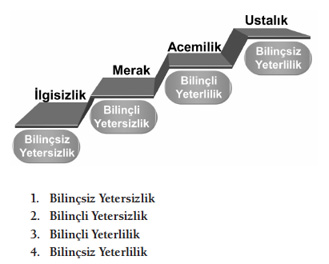 Ustalık
Bilinçsiz
Yeterlilik
Acemilik
Bilinçli
Yeterlilik
Merak
Bilinçli
Yetersizlik
İlgisizlik
Bilinçsiz
Yetersizlik
1. Bilinçsiz Yetersizlik
2. Bilinçli Yetersizlik
3. Bilinçli Yeterlilik
4. Bilinçsiz Yeterlilik